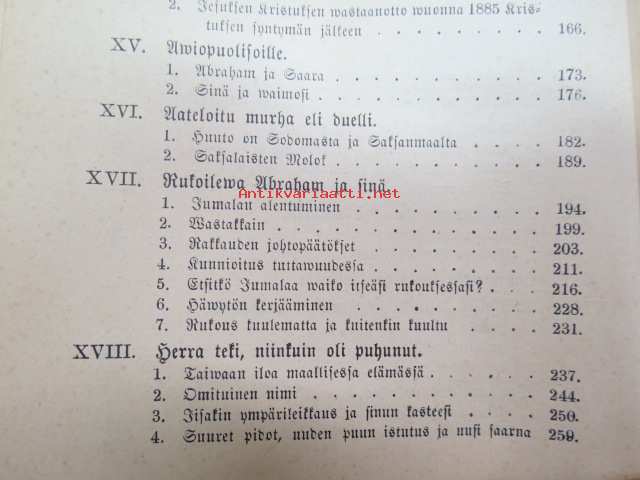 2. Jesuksen Kristuksen wastaanotto wuonna 1885 Kris-
tuksen syntymän jälkeen . . . . . . . . . 166.
XV. Awiopuolisoille.
1. Abraham ja Saara . . . . . . . . . . . 173.
2. Sinä ja waimosi . . . . . . . . . . . . 176.
XVI. Aateloitu murha eli duelli.
1. Huuto on Sodomasta ja Saksanmaalta . . . . 182.
2. Saksalaisten Molok . . . . . . . . . . . 189.
XVII. Rukoilewa Abraham ja sinä.
Antikvariaatti.net
1. Jumalan alentuminen . . . . . . . . . . 194.
2. Wastakkain . . . . . . . . . . . . . . 199.
3. Rakkauden johtopäätökset . . . . . . . . . 203.
4. Kunnioitus tuttawuudessa . . . . . . . . . 211.
5. Etsitkö Jumalaa waiko itseäsi rukouksessasi? . . . 216.
6. Häwytön kerjääminen . . . . . . . . . . 228.
7. Rukous tuulematta ja kuitenkin kuultu . . . . 231.
XVIII. Herra teki, niinkuin oli puhunut.
1. Taiwaan iloa maallisessa elämässä . . . . . . 237.
2. Omituinen nimi . . . . . . . . . . . . 244.
3. Iisakin ympärileikkaus ja sinun kasteesi . . . . 250.
4. Suuret pidot, uuden puun istutus ja uusi saarna 259.